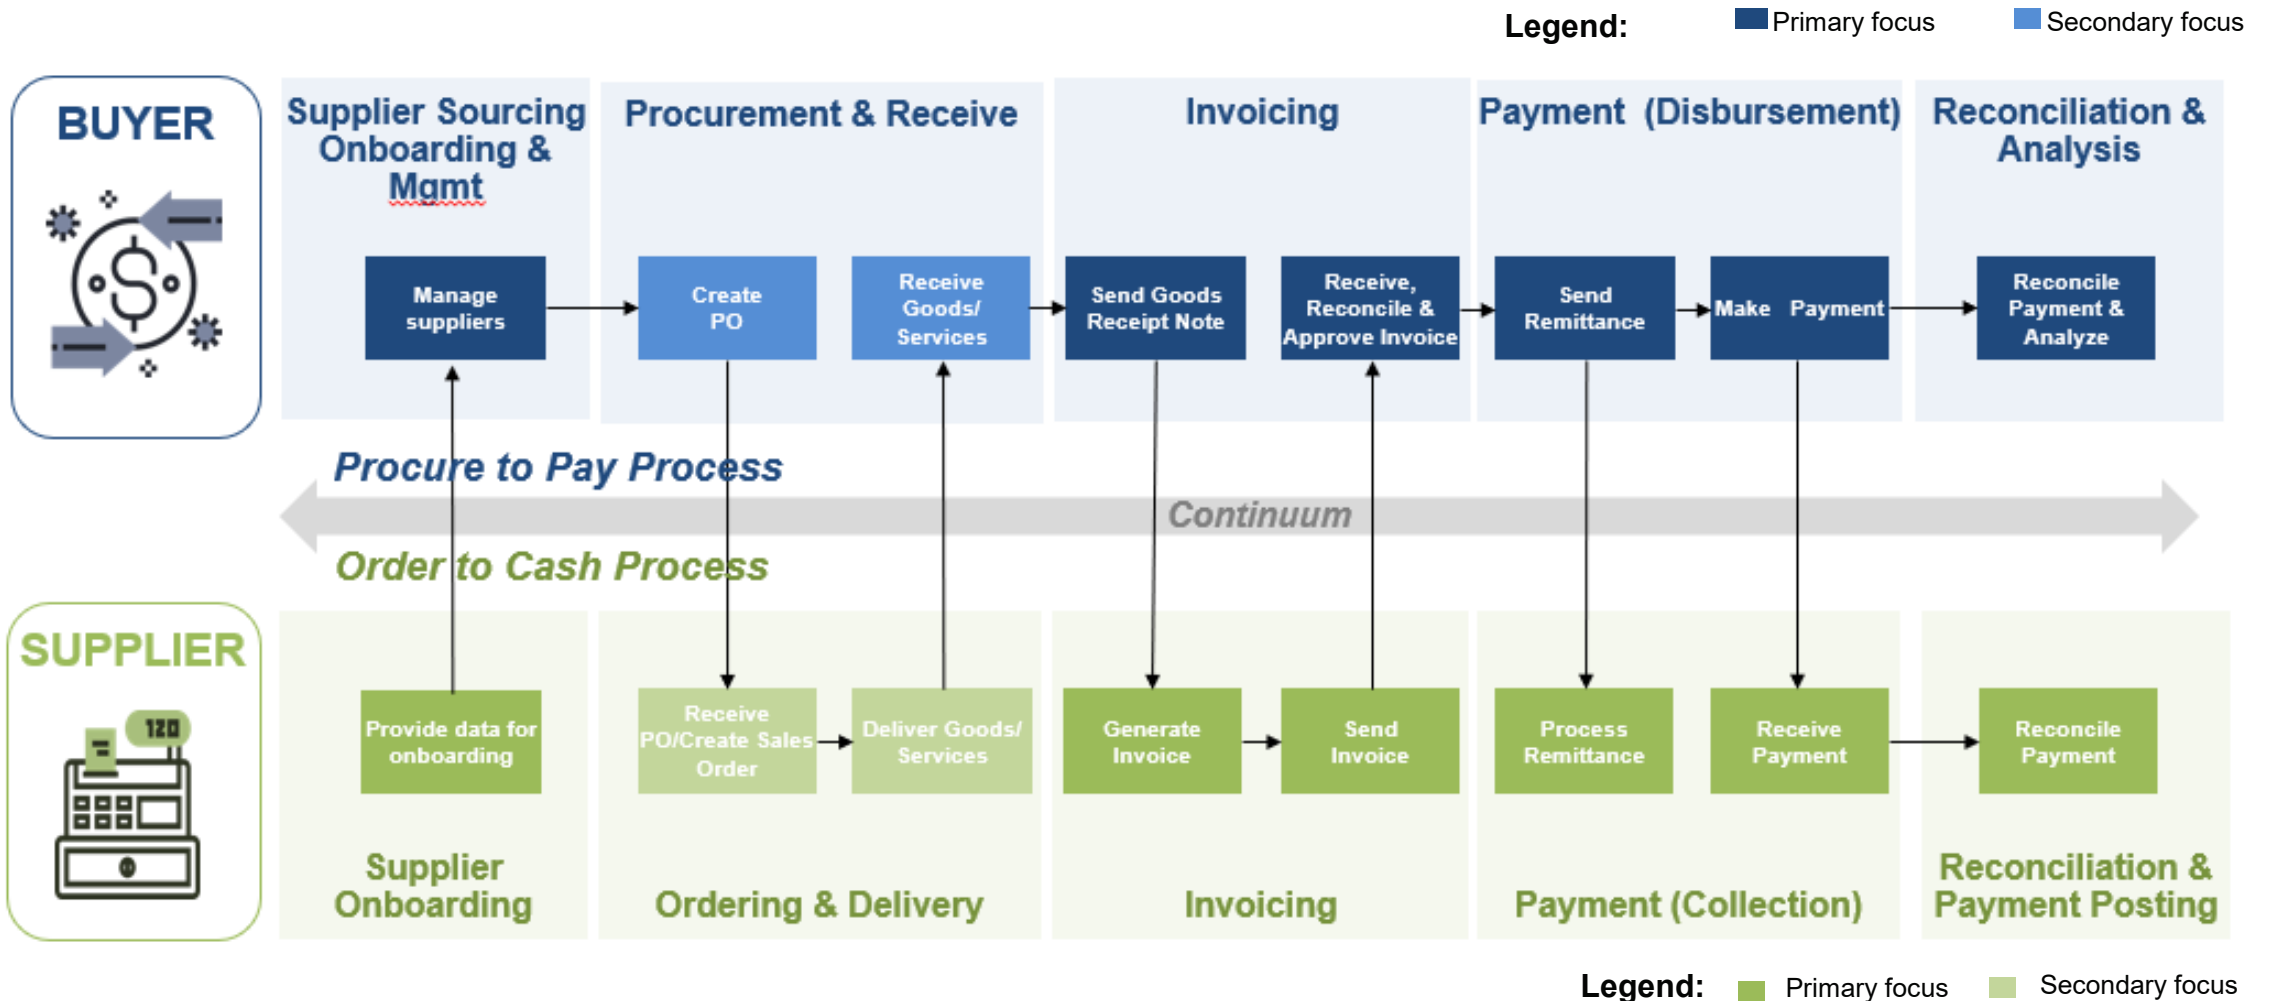 Legend: Primary focus Secondary focus
BUYER
Supplier Sourcing
Onboarding &
Mgmt
Procurement & Receive
Invoicing
Payment (Disbursement)
Reconciliation &
Analysis
Manage
suppliers
Create
PO
Receive
Goods/
Services
Send Goods
Receipt Note
Receive,
Reconcile &
Approve Invoice
Send
Remittance
Make Payment
Reconcile
Payment &
Analyze
Procure to Pay Process
Continuum
Order to Cash Process
SUPPLIER
120
Provide data for
onboarding
Receive
PO/Create Sales
Order
Deliver Goods/
Services
Generate
Invoice
Send
Invoice
Process
Remittance
Receive
Payment
Reconcile
Payment
Supplier
Onboarding
Ordering & Delivery
Invoicing
Payment (Collection)
Reconciliation &
Payment Posting
Legend: Primary focus Secondary focus